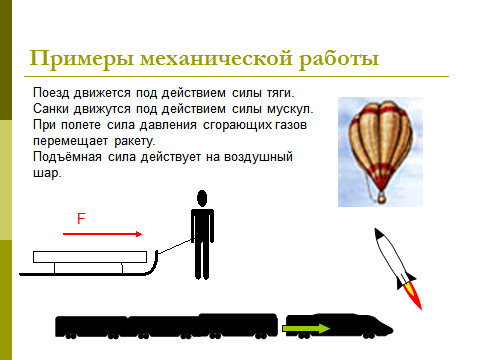 Примеры механической работы
Поезд движется под действием силы тяги.
Санки движутся под действием силы мускул.
При полете сила давления сгорающих газов
перемещает ракету.
Подъёмная сила действует на воздушный
шар.
F